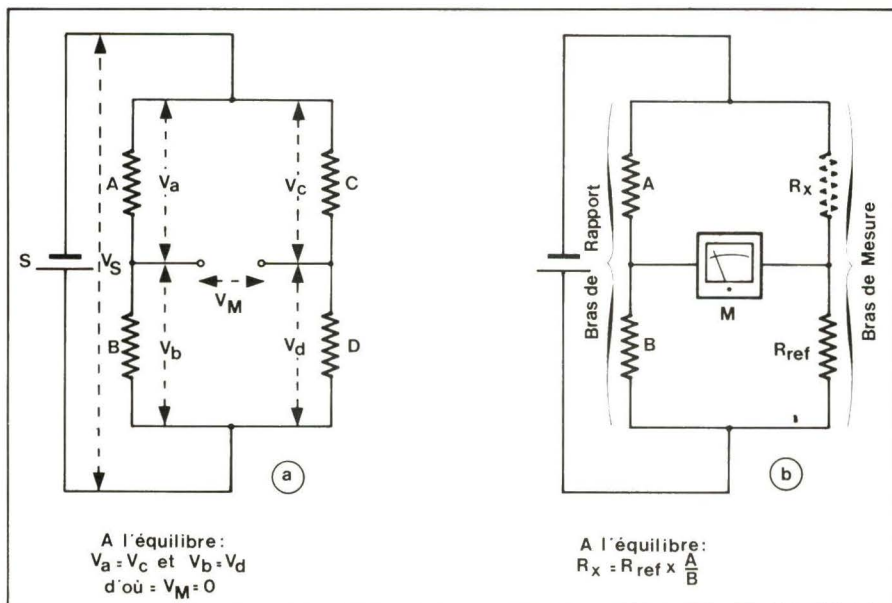 S
V_S
A
V_a
V_c
C
V_M
B
V_b
V_d
D
a
A l'équilibre:
V_a = V_c et V_b = V_d
d'où = V_M = 0
Bras de Rapport
A
R_x
M
B
R_ref
Bras de Mesure
b
A l'équilibre:
R_x = R_ref x A/B